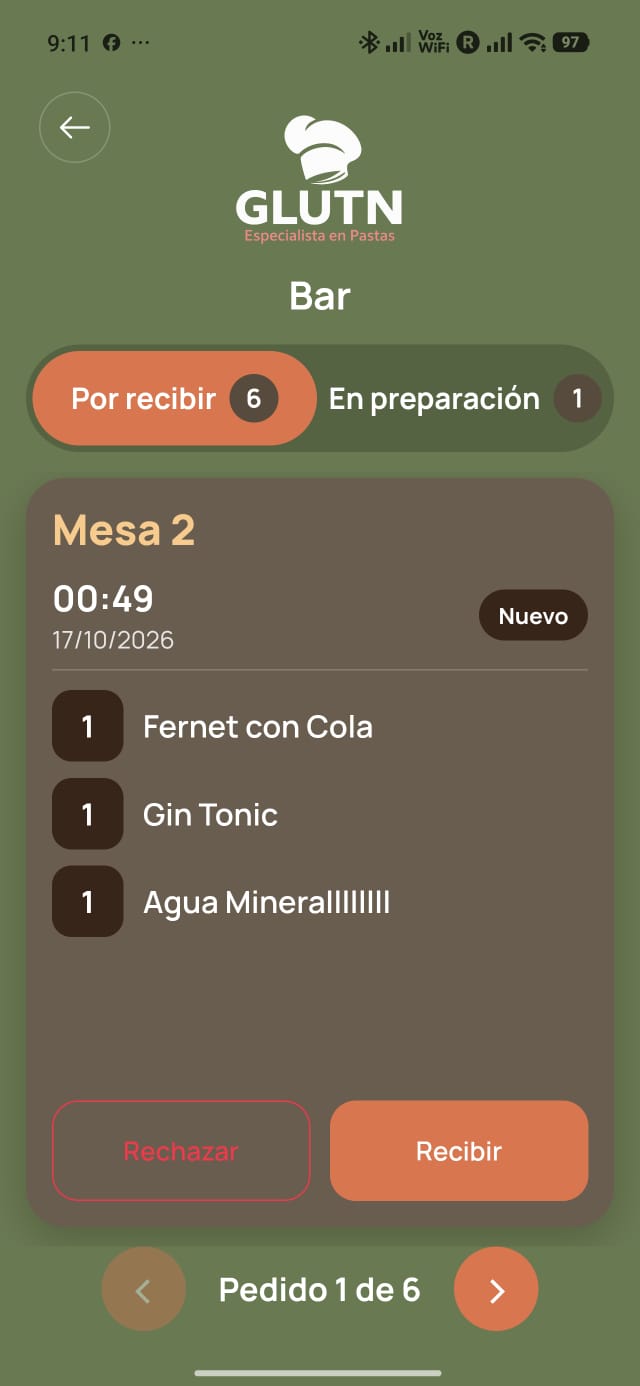 9:11 ...
Voz WiFi R 97
GLUTN
Especialista en Pastas
Bar
Por recibir 6 En preparación 1
Mesa 2
00:49
17/10/2026
Nuevo
1 Fernet con Cola
1 Gin Tonic
1 Agua Minerallllllll
Rechazar Recibir
Pedido 1 de 6